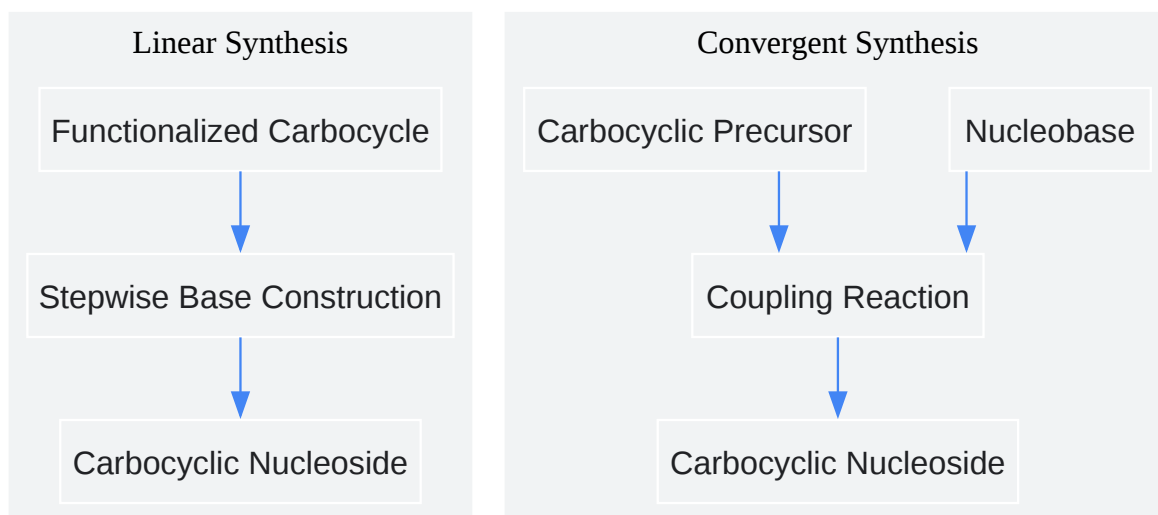 Linear Synthesis
Functionalized Carbocycle
Stepwise Base Construction
Carbocyclic Nucleoside
Convergent Synthesis
Carbocyclic Precursor
Nucleobase
Coupling Reaction
Carbocyclic Nucleoside